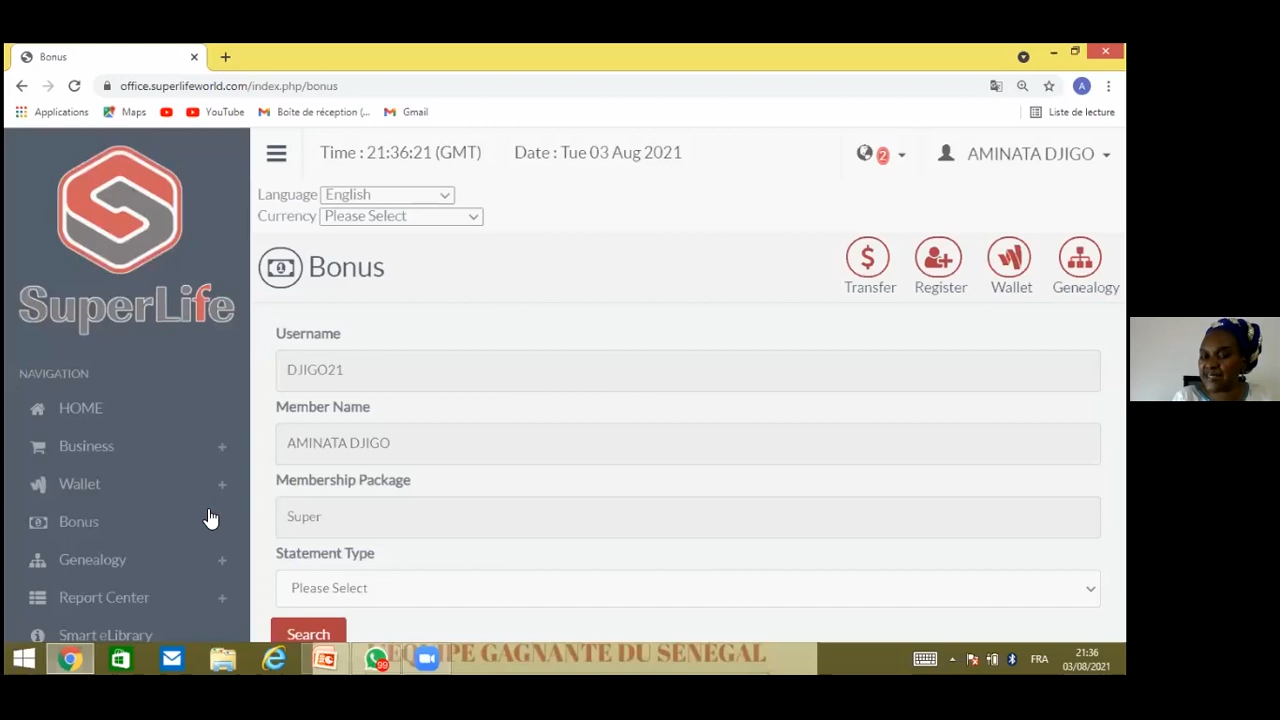 Bonus
office.superlifeworld.com/index.php/bonus
A
Applications Maps YouTube Boîte de réception (... Gmail Liste de lecture
SuperLife
Time : 21:36:21 (GMT) Date : Tue 03 Aug 2021 2 AMINATA DJIGO
Language English
Currency Please Select
Bonus
Transfer Register Wallet Genealogy
NAVIGATION
HOME
Business +
Wallet +
Bonus
Genealogy +
Report Center +
Smart eLibrary
Username
DJIGO21
Member Name
AMINATA DJIGO
Membership Package
Super
Statement Type
Please Select
Search
EQUIPE GAGNANTE DU SENEGAL
99
FRA
21:36
03/08/2021